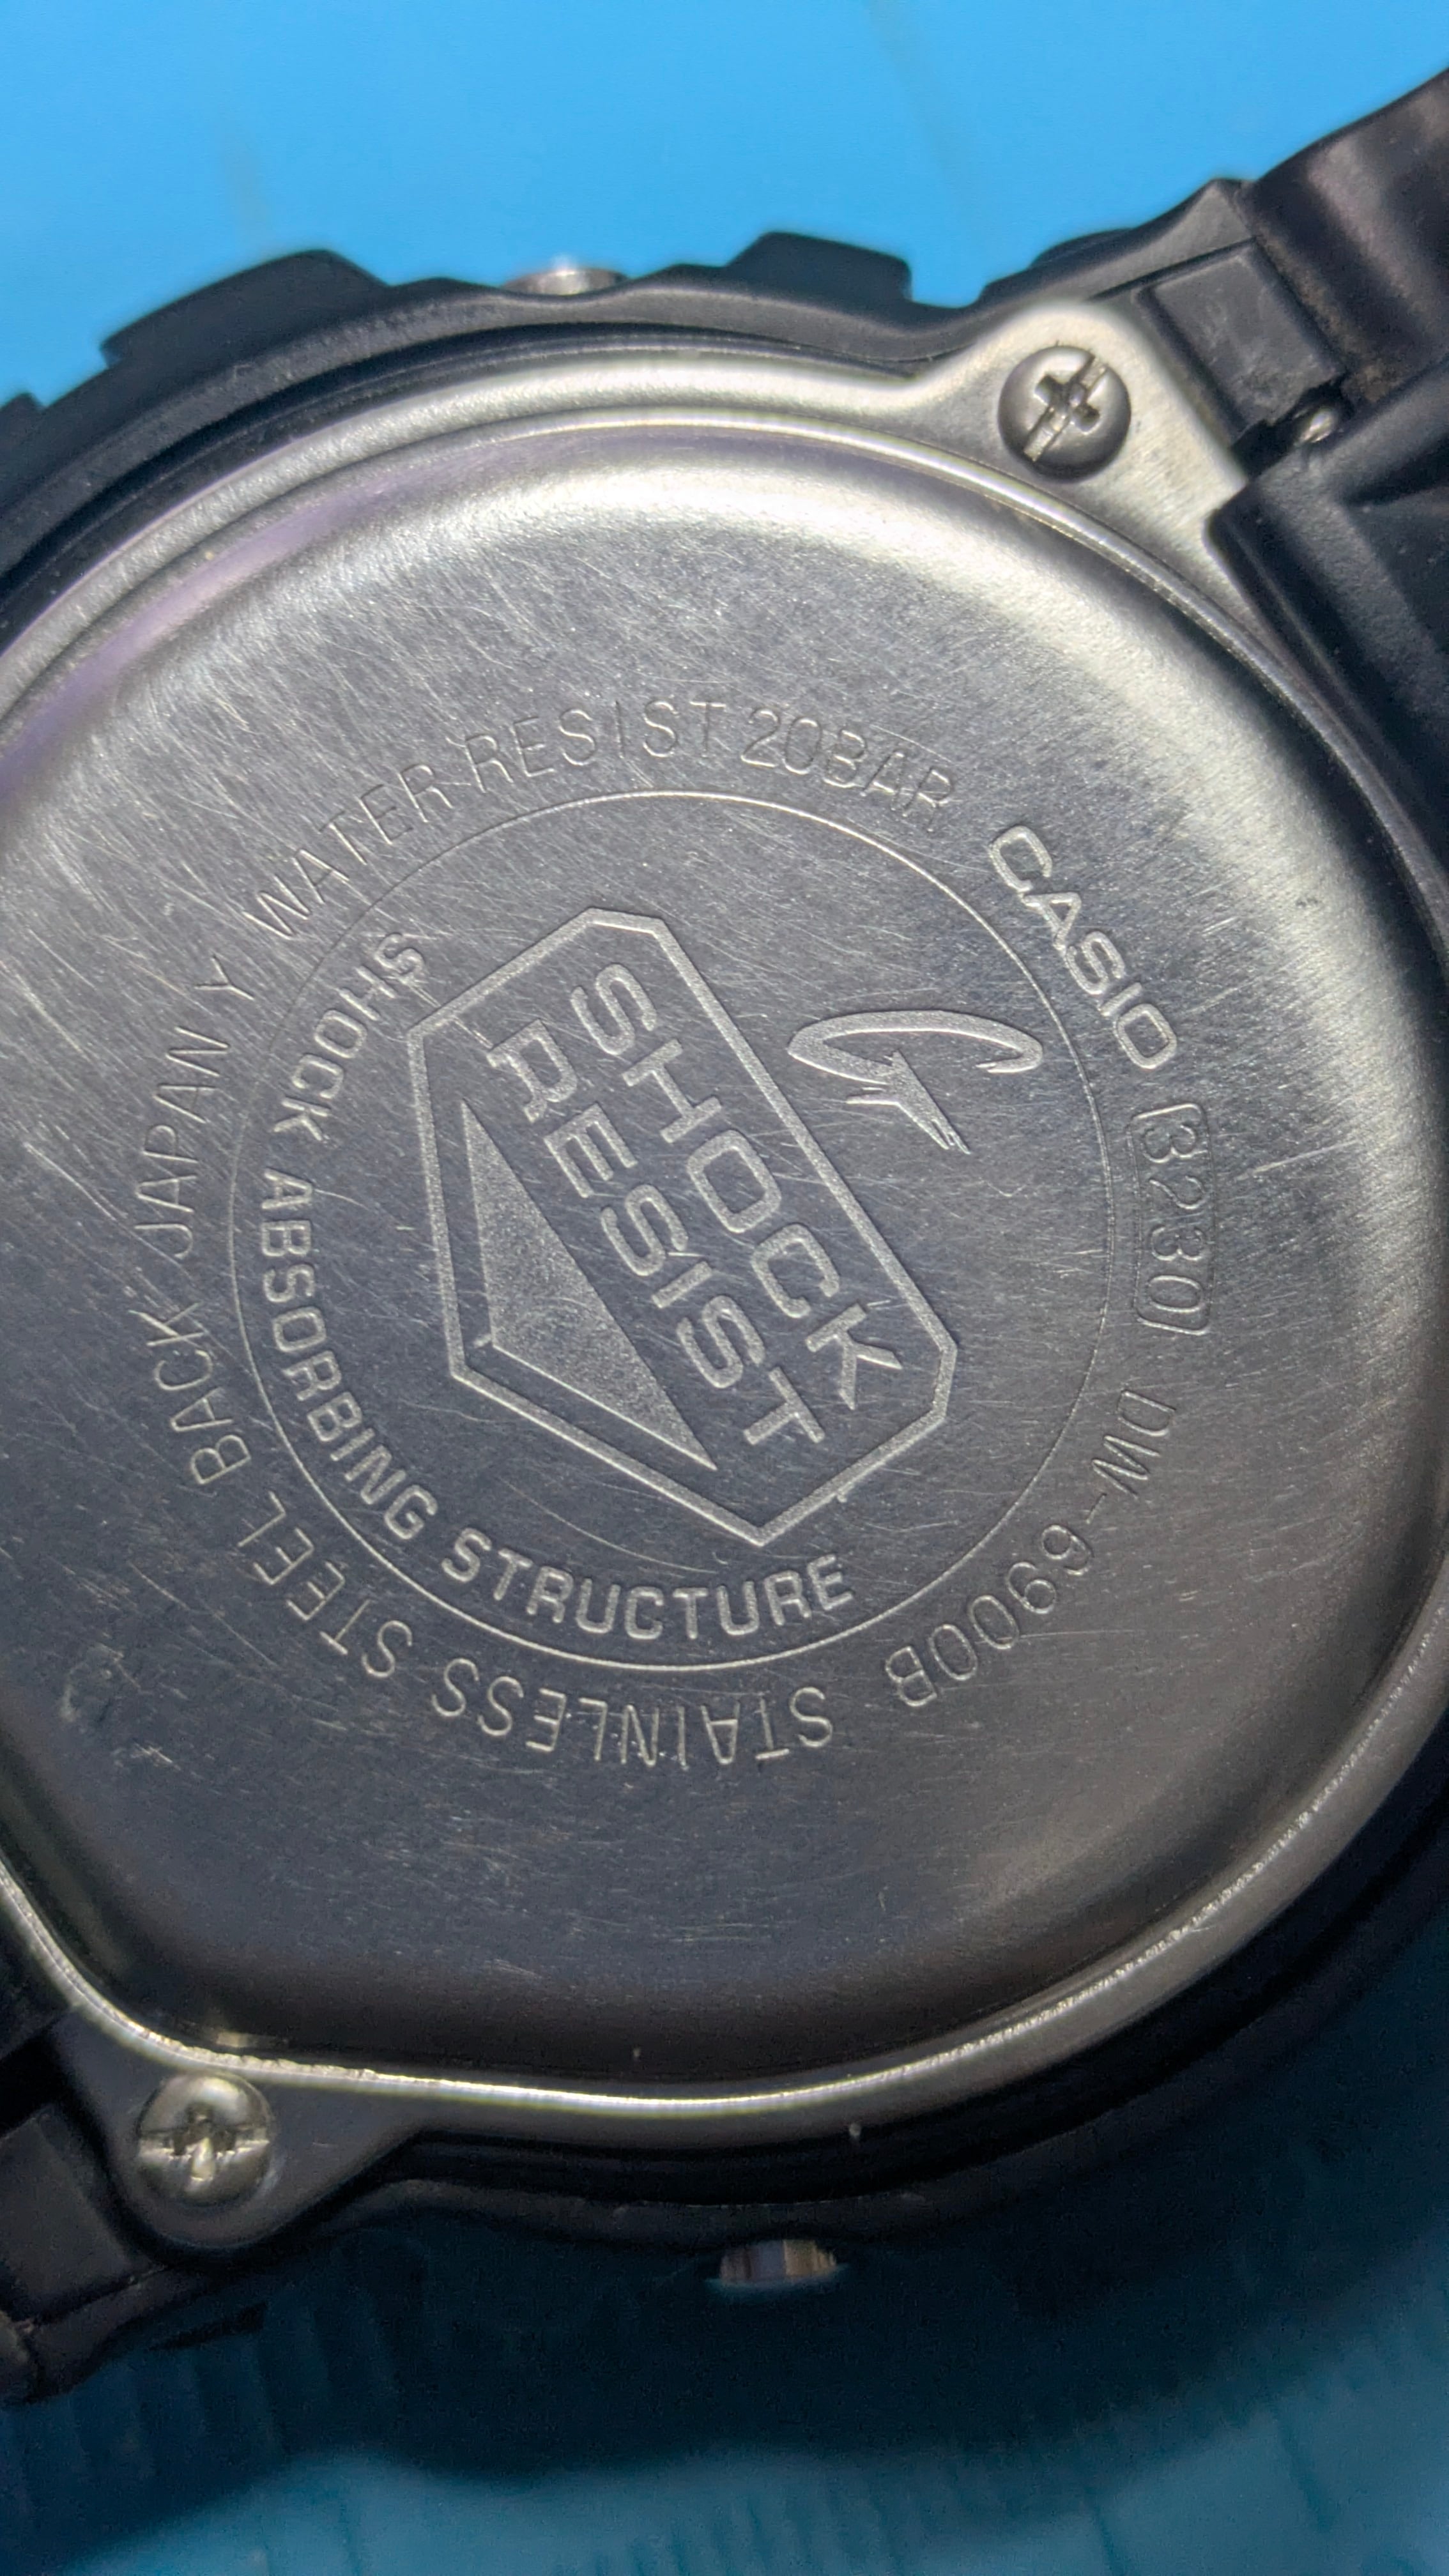 CASIO
3230
DW-6900B
STAINLESS STEEL BACK
JAPAN Y
WATER RESIST 20BAR
G
SHOCK
RESIST
SHOCK ABSORBING STRUCTURE